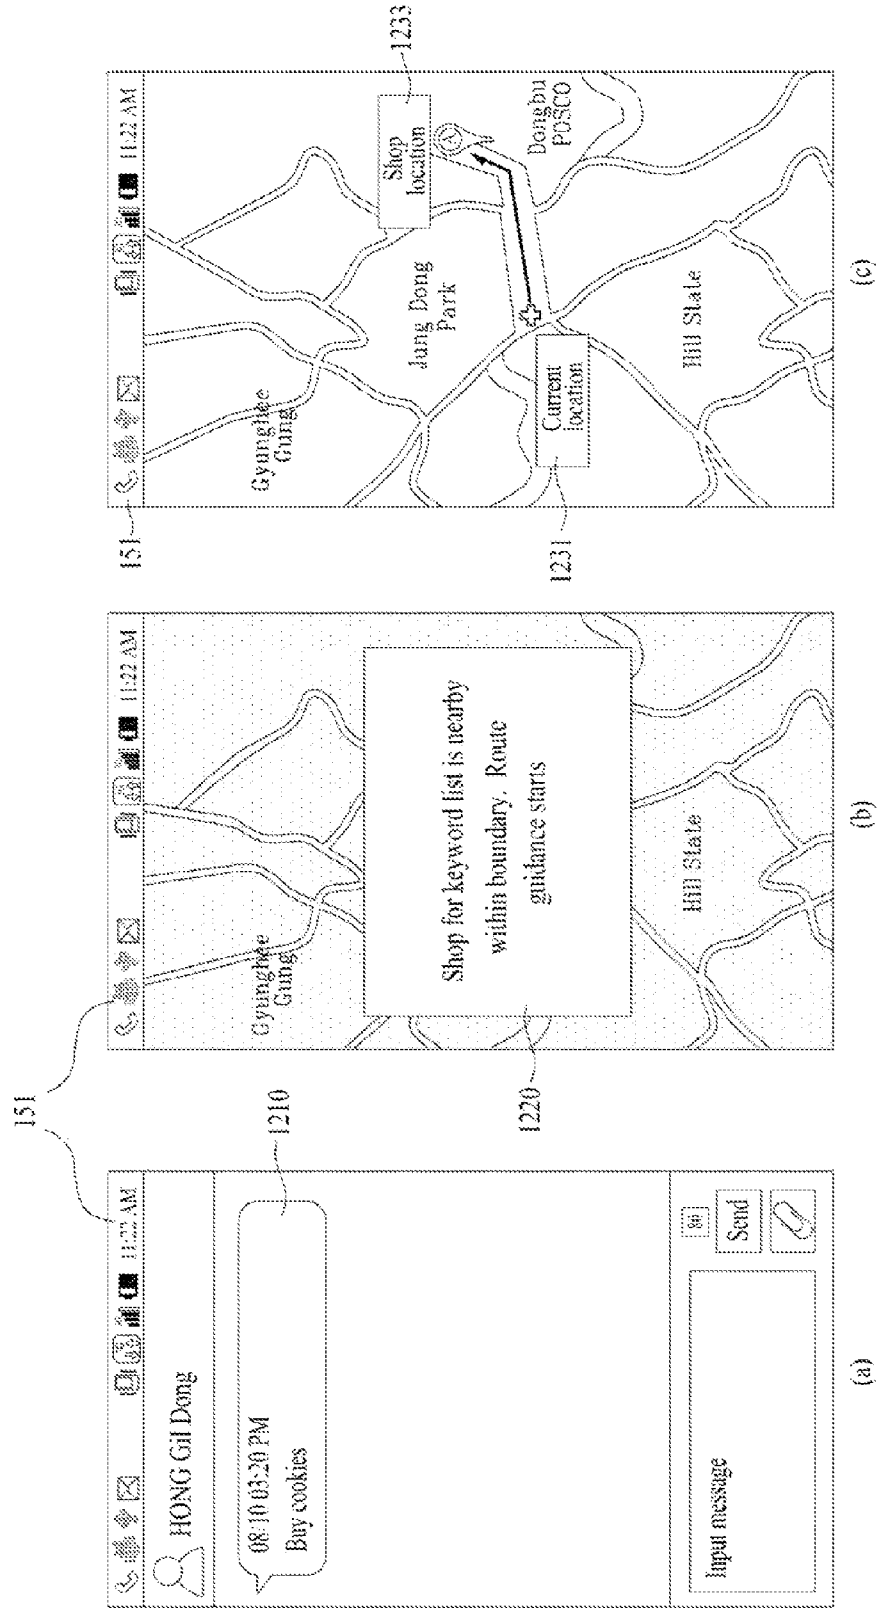 151
11:22 AM
HONG Gil Dong
08/10 03:20 PM
Buy cookies
1210
Input message
80
Send
(a)
11:22 AM
Gyunghee
Gung
Shop for keyword list is nearby
within boundary. Route
guidance starts
1220
Hill State
(b)
151
11:22 AM
Gyunghee
Gung
Jung Dong
Park
Shop
location
1233
A
Dongbu
POSCO
Current
location
1231
Hill State
(c)